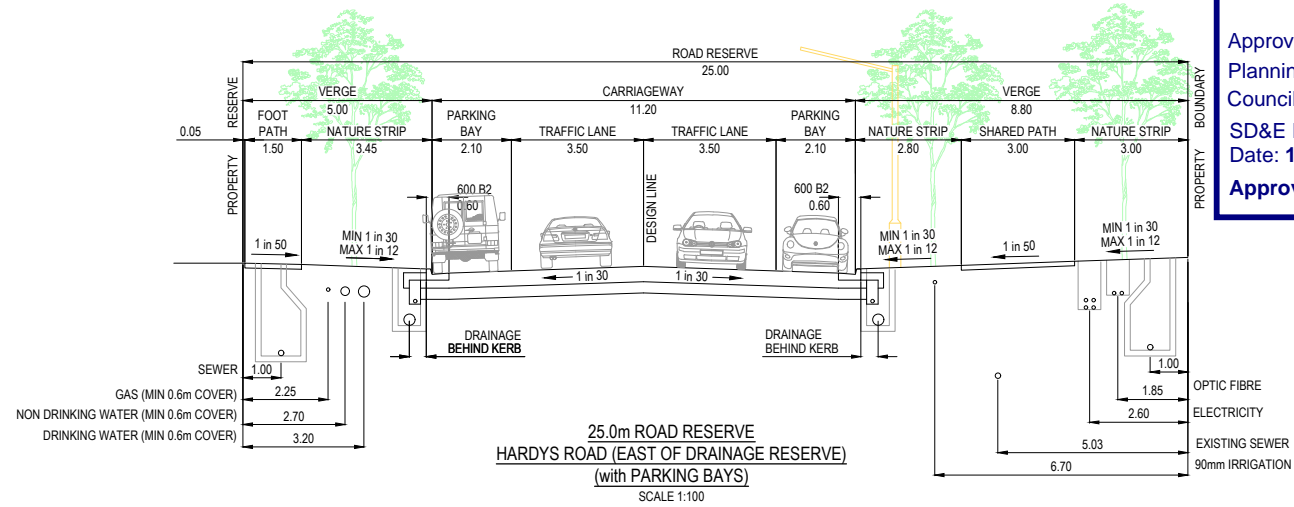 ROAD RESERVE
25.00
VERGE
5.00
CARRIAGEWAY
11.20
VERGE
8.80
RESERVE
BOUNDARY
0.05
FOOT
PATH
1.50
NATURE STRIP
3.45
PARKING
BAY
2.10
TRAFFIC LANE
3.50
TRAFFIC LANE
3.50
PARKING
BAY
2.10
NATURE STRIP
2.80
SHARED PATH
3.00
NATURE STRIP
3.00
PROPERTY
DESIGN LINE
PROPERTY
600 B2
0.60
600 B2
0.60
1 in 50
MIN 1 in 30
MAX 1 in 12
1 in 30
1 in 30
MIN 1 in 30
MAX 1 in 12
1 in 50
MIN 1 in 30
MAX 1 in 12
DRAINAGE
BEHIND KERB
DRAINAGE
BEHIND KERB
SEWER
1.00
GAS (MIN 0.6m COVER)
2.25
NON DRINKING WATER (MIN 0.6m COVER)
2.70
DRINKING WATER (MIN 0.6m COVER)
3.20
1.00
1.85
OPTIC FIBRE
2.60
ELECTRICITY
5.03
EXISTING SEWER
6.70
90mm IRRIGATION
25.0m ROAD RESERVE
HARDYS ROAD (EAST OF DRAINAGE RESERVE)
(with PARKING BAYS)
SCALE 1:100
Approv
Plannin
Council
SD&E
Date: 1
Approv